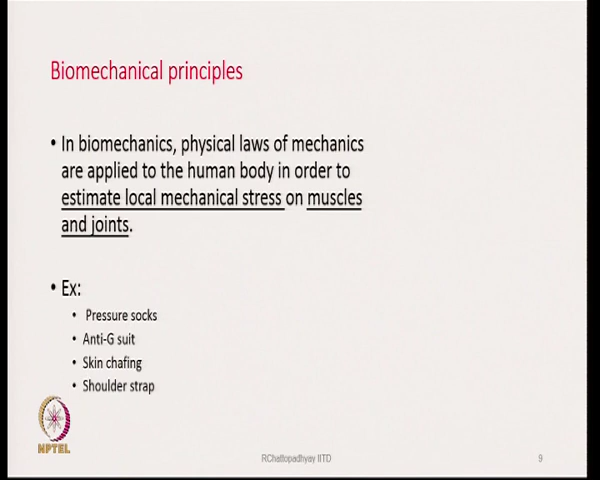 Biomechanical principles
• In biomechanics, physical laws of mechanics
are applied to the human body in order to
estimate local mechanical stress on muscles
and joints.
• Ex:
• Pressure socks
• Anti-G suit
• Skin chafing
• Shoulder strap
NPTEL
RChattopadhyay IITD
9